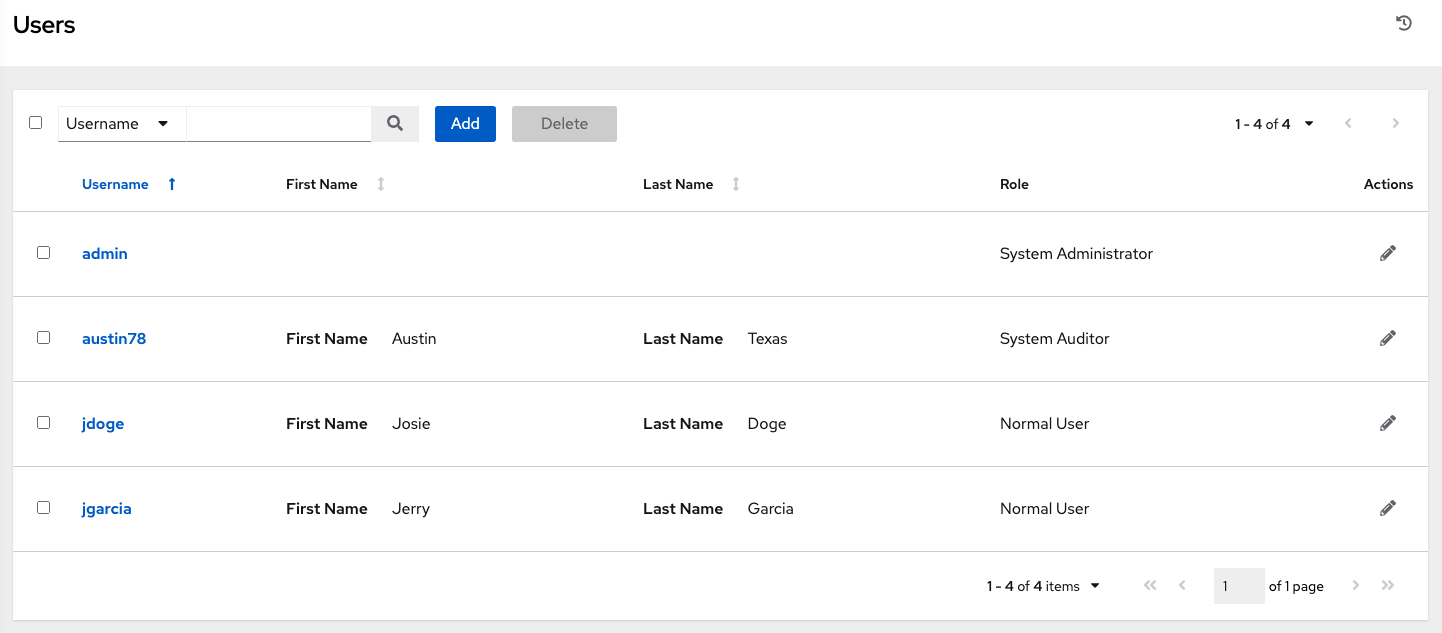 Users
Username Add Delete 1 - 4 of 4
Username First Name Last Name Role Actions
admin System Administrator
austin78 First Name Austin Last Name Texas System Auditor
jdoge First Name Josie Last Name Doge Normal User
jgarcia First Name Jerry Last Name Garcia Normal User
1 - 4 of 4 items 1 of 1 page